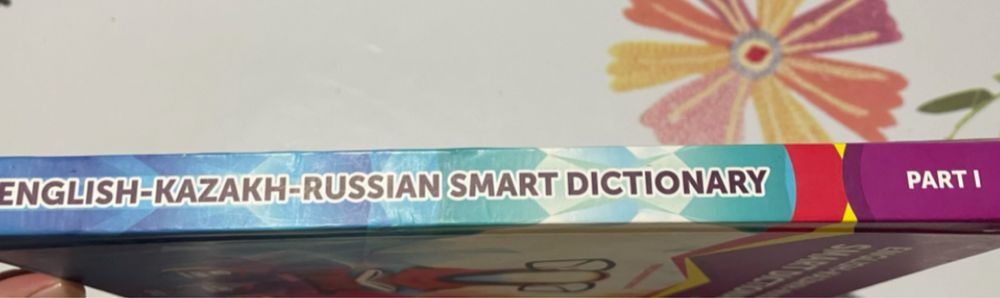 ENGLISH-KAZAKH-RUSSIAN SMART DICTIONARY
PART I